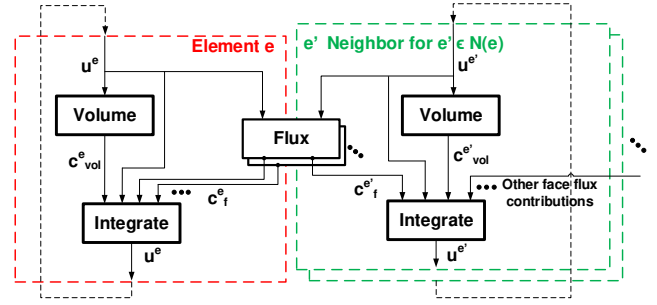 Element e
e' Neighbor for e' ϵ N(e)
u^e
u^e'
Volume
Volume
Flux
c^e_vol
c^e'_vol
c^e_f
c^e'_f
Other face flux
contributions
Integrate
Integrate
u^e
u^e'